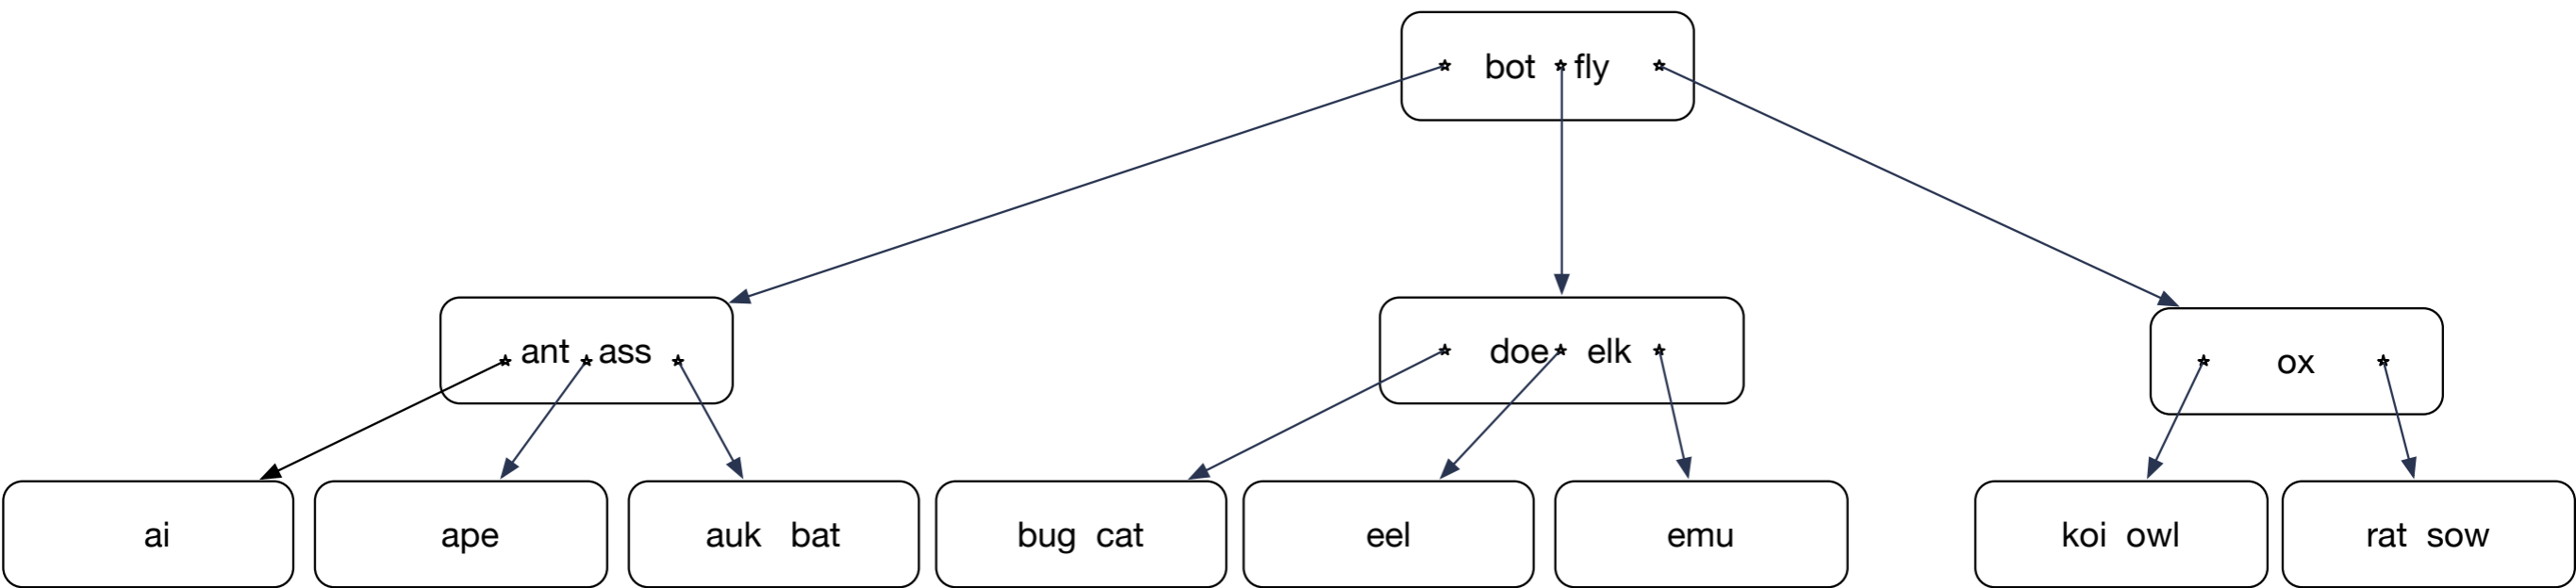 bot fly
ant ass
doe elk
ox
ai
ape
auk bat
bug cat
eel
emu
koi owl
rat sow